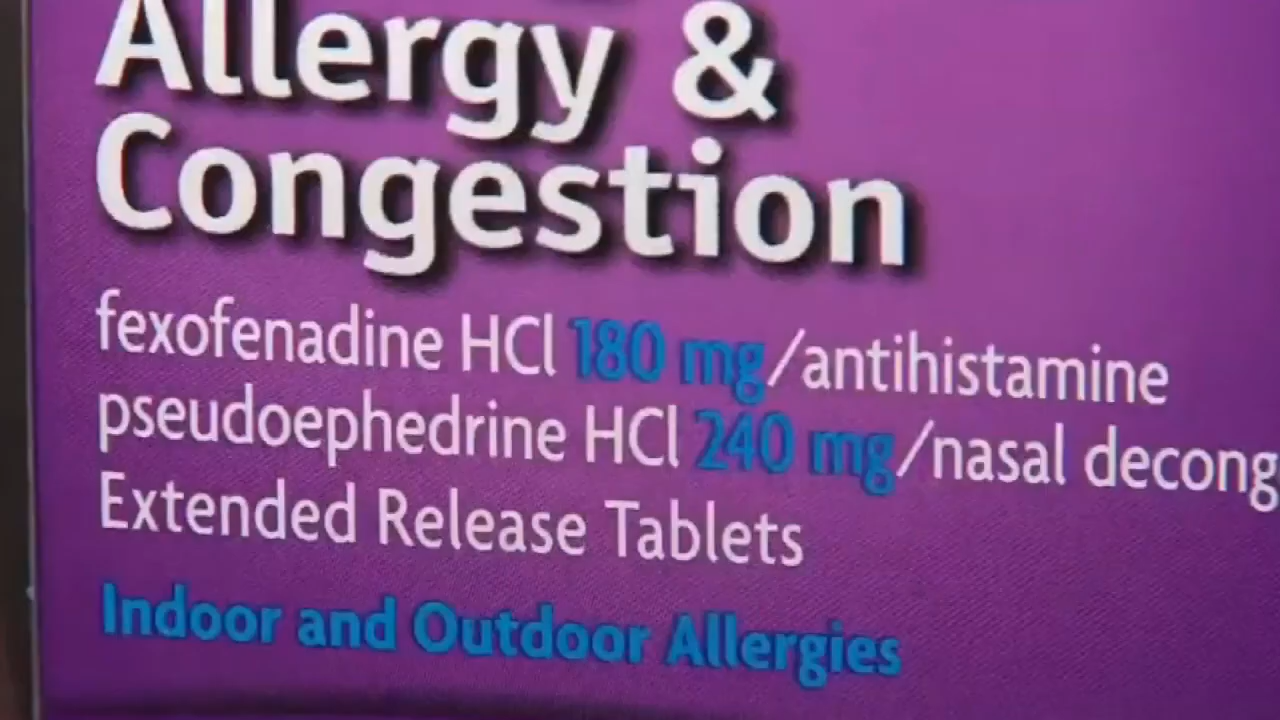 Allergy &
Congestion
fexofenadine HCl 180 mg/antihistamine
pseudoephedrine HCl 240 mg/nasal decong
Extended Release Tablets
Indoor and Outdoor Allergies